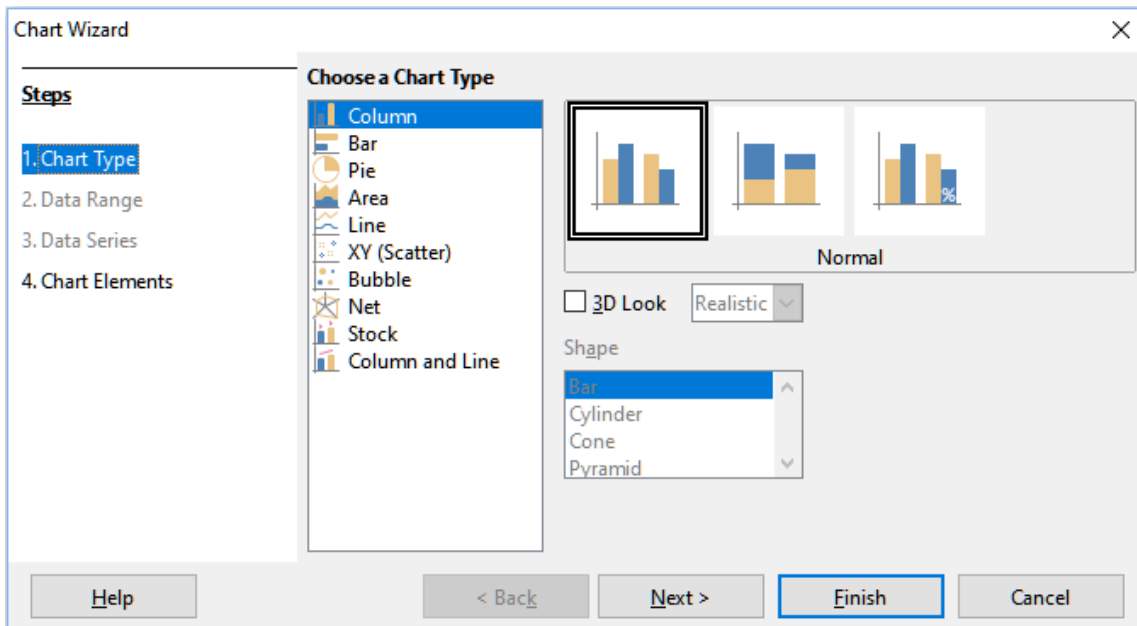 Chart Wizard
Steps
1. Chart Type
2. Data Range
3. Data Series
4. Chart Elements
Choose a Chart Type
Column
Bar
Pie
Area
Line
XY (Scatter)
Bubble
Net
Stock
Column and Line
%
Normal
3D Look
Realistic
Shape
Bar
Cylinder
Cone
Pyramid
Help
< Back
Next >
Finish
Cancel